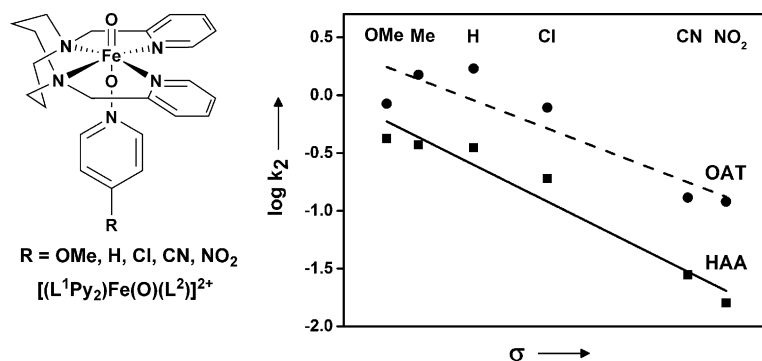 O
Fe
N
N
N
N
O
N
R
R = OMe, H, Cl, CN, NO2
[(L1Py2)Fe(O)(L2)]2+
OMe Me H Cl CN NO2
0.5
0.0
-0.5
-1.0
-1.5
-2.0
log k2
OAT
HAA
σ